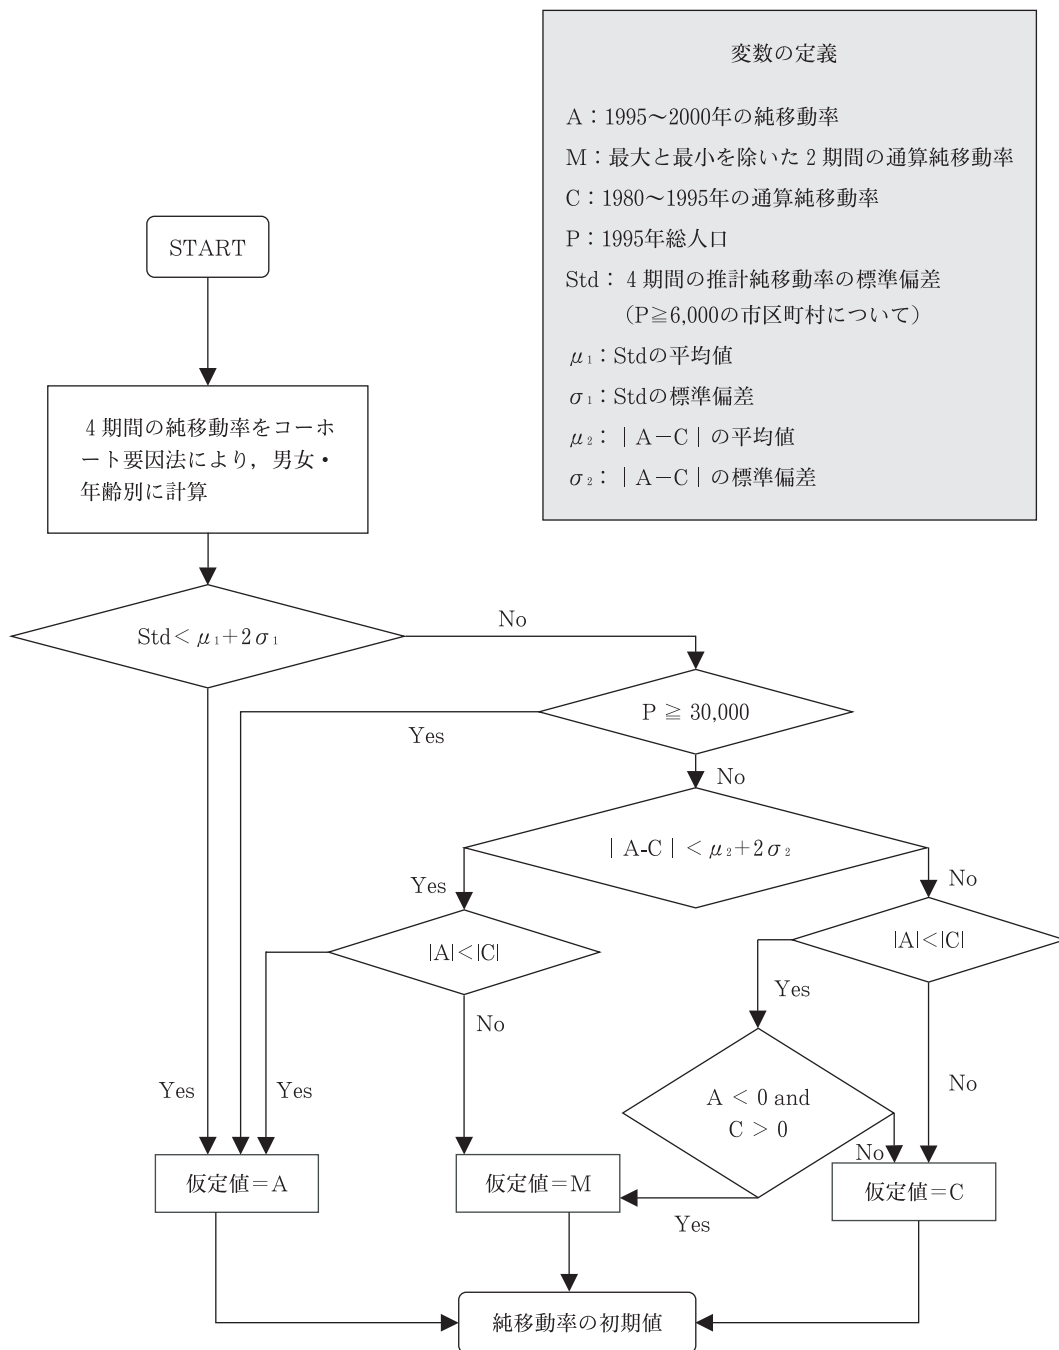 変数の定義
A：1995～2000年の純移動率
M：最大と最小を除いた2期間の通算純移動率
C：1980～1995年の通算純移動率
P：1995年総人口
Std：4期間の推計純移動率の標準偏差
（P≧6,000の市区町村について）
μ₁：Stdの平均値
σ₁：Stdの標準偏差
μ₂：｜A－C｜の平均値
σ₂：｜A－C｜の標準偏差
START
4期間の純移動率をコーホ
ート要因法により，男女・
年齢別に計算
Std＜μ₁＋2σ₁
No
P ≧ 30,000
Yes
No
｜A-C｜＜μ₂＋2σ₂
Yes
No
|A|＜|C|
|A|＜|C|
Yes
No
A < 0 and
C > 0
No
Yes
Yes
No
仮定値＝A
仮定値＝M
仮定値＝C
Yes
純移動率の初期値